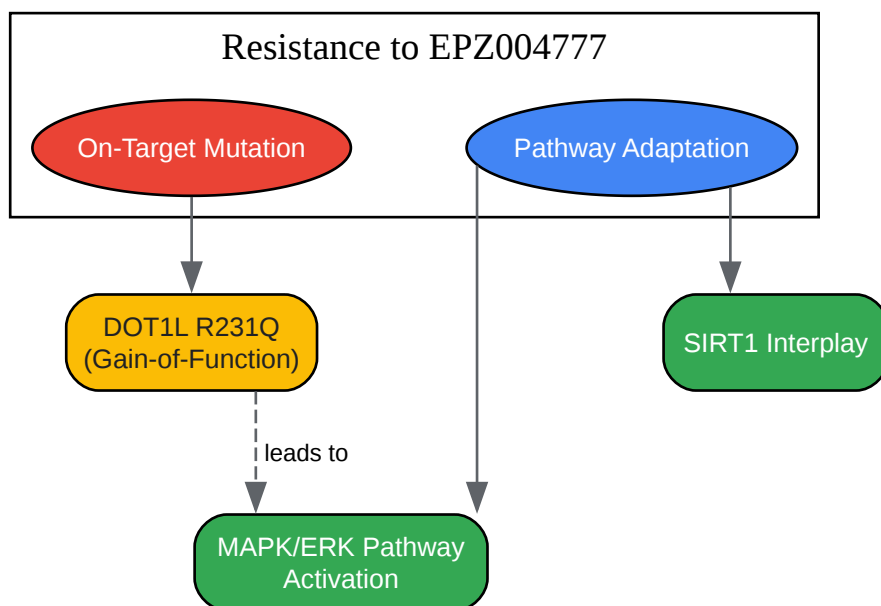 Resistance to EPZ004777
On-Target Mutation
Pathway Adaptation
DOT1L R231Q
(Gain-of-Function)
SIRT1 Interplay
leads to
MAPK/ERK Pathway
Activation